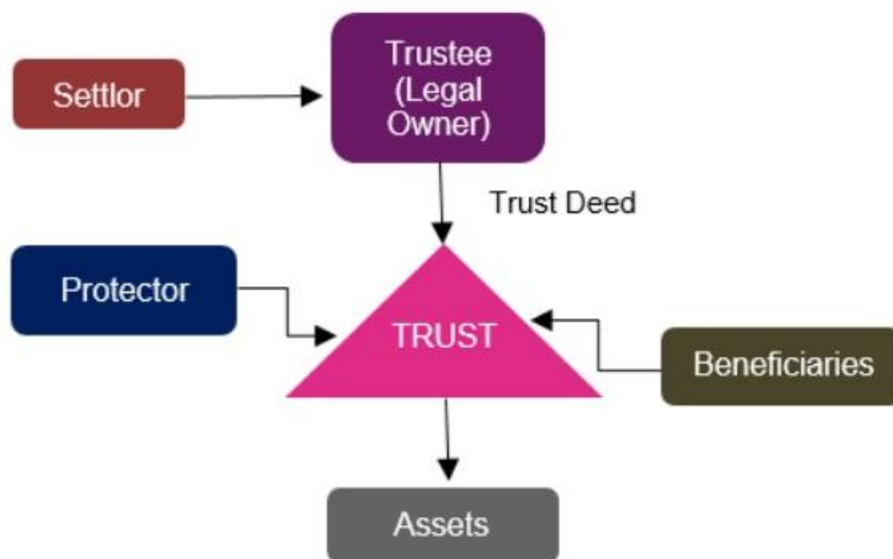 Settlor
Trustee
(Legal
Owner)
Trust Deed
Protector
TRUST
Beneficiaries
Assets